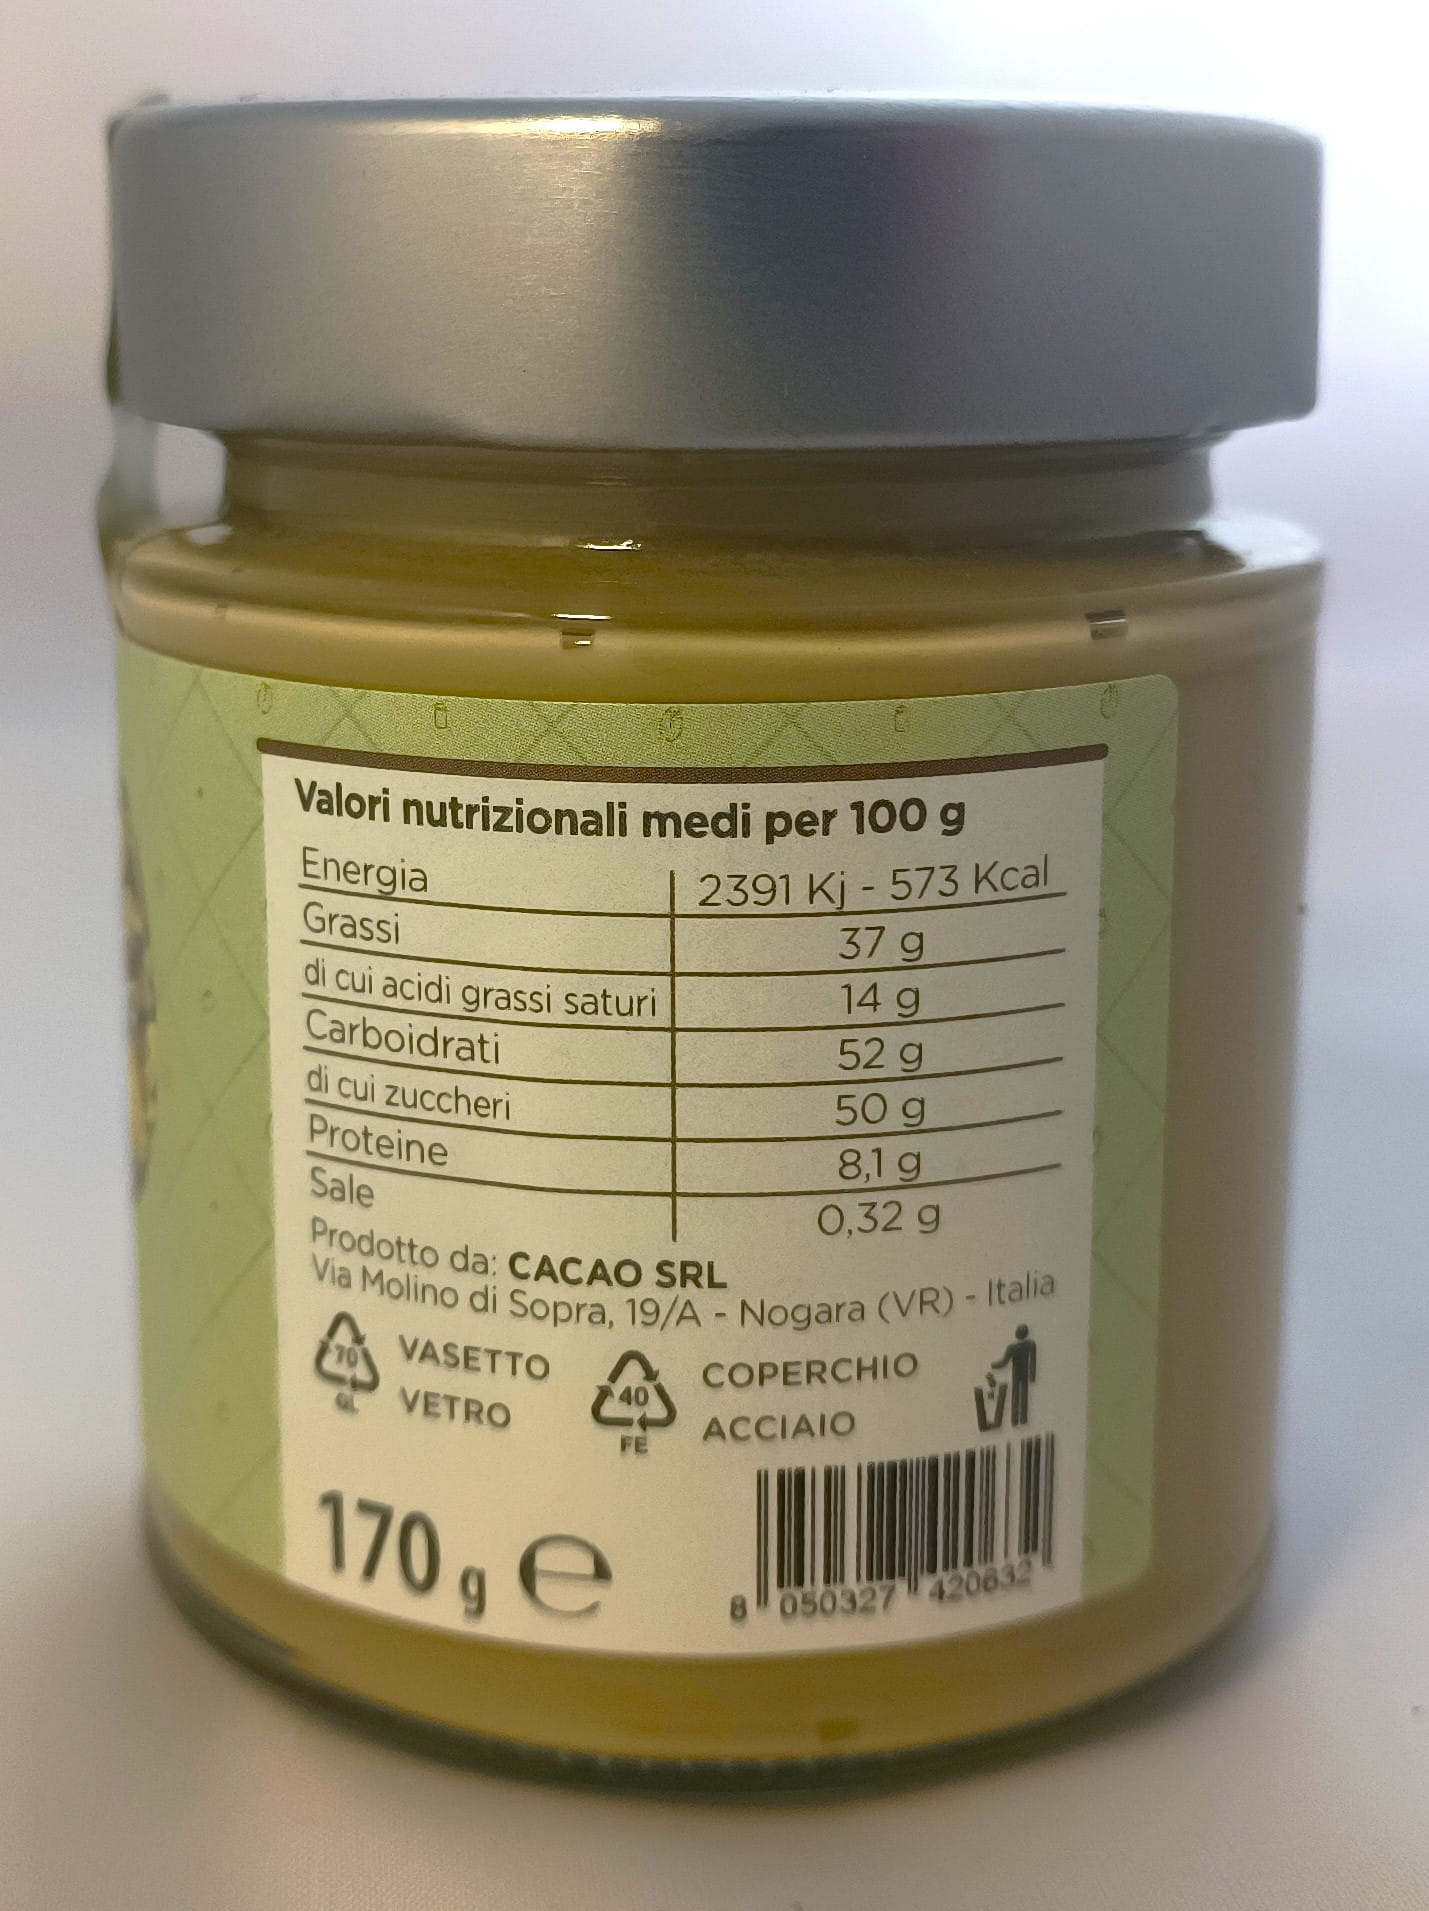 Valori nutrizionali medi per 100 g
Energia 2391 Kj - 573 Kcal
Grassi 37 g
di cui acidi grassi saturi 14 g
Carboidrati 52 g
di cui zuccheri 50 g
Proteine 8,1 g
Sale 0,32 g
Prodotto da: CACAO SRL
Via Molino di Sopra, 19/A - Nogara (VR) - Italia
70 GL VASETTO VETRO
40 FE COPERCHIO ACCIAIO
170 g e
8 050327 420632